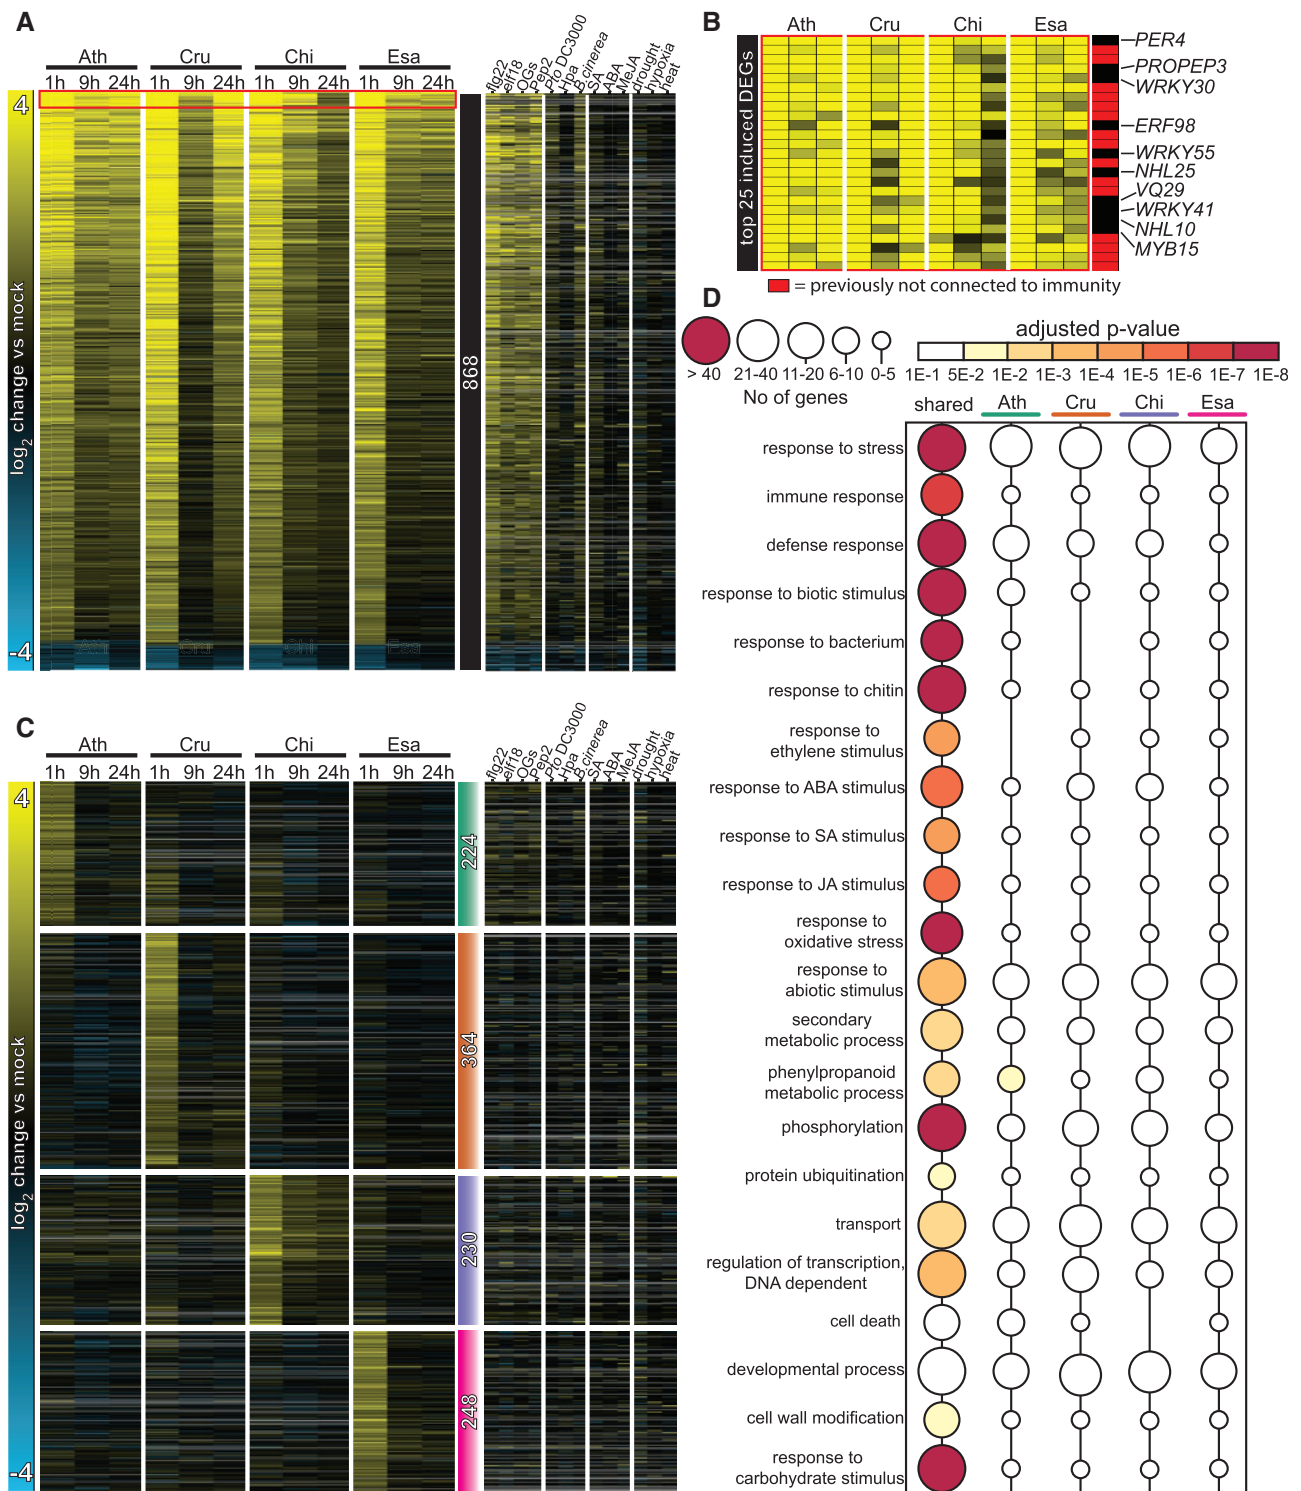 A
Ath Cru Chi Esa
1h 9h 24h 1h 9h 24h 1h 9h 24h 1h 9h 24h
flg22 elf18 OGs Pep2 Pto DC3000 Hpa B.cinerea SA ABA MeJA drought hypoxia heat
4
log2 change vs mock
-4
868
Ath Cru Chi Esa
B
Ath Cru Chi Esa
top 25 induced DEGs
PER4
PROPEP3
WRKY30
ERF98
WRKY55
NHL25
VQ29
WRKY41
NHL10
MYB15
= previously not connected to immunity
C
Ath Cru Chi Esa
1h 9h 24h 1h 9h 24h 1h 9h 24h 1h 9h 24h
flg22 elf18 OGs Pep2 Pto DC3000 Hpa B.cinerea SA ABA MeJA drought hypoxia heat
4
log2 change vs mock
-4
224
364
230
248
D
> 40 21-40 11-20 6-10 0-5
No of genes
adjusted p-value
1E-1 5E-2 1E-2 1E-3 1E-4 1E-5 1E-6 1E-7 1E-8
shared Ath Cru Chi Esa
response to stress
immune response
defense response
response to biotic stimulus
response to bacterium
response to chitin
response to
ethylene stimulus
response to ABA stimulus
response to SA stimulus
response to JA stimulus
response to
oxidative stress
response to
abiotic stimulus
secondary
metabolic process
phenylpropanoid
metabolic process
phosphorylation
protein ubiquitination
transport
regulation of transcription,
DNA dependent
cell death
developmental process
cell wall modification
response to
carbohydrate stimulus